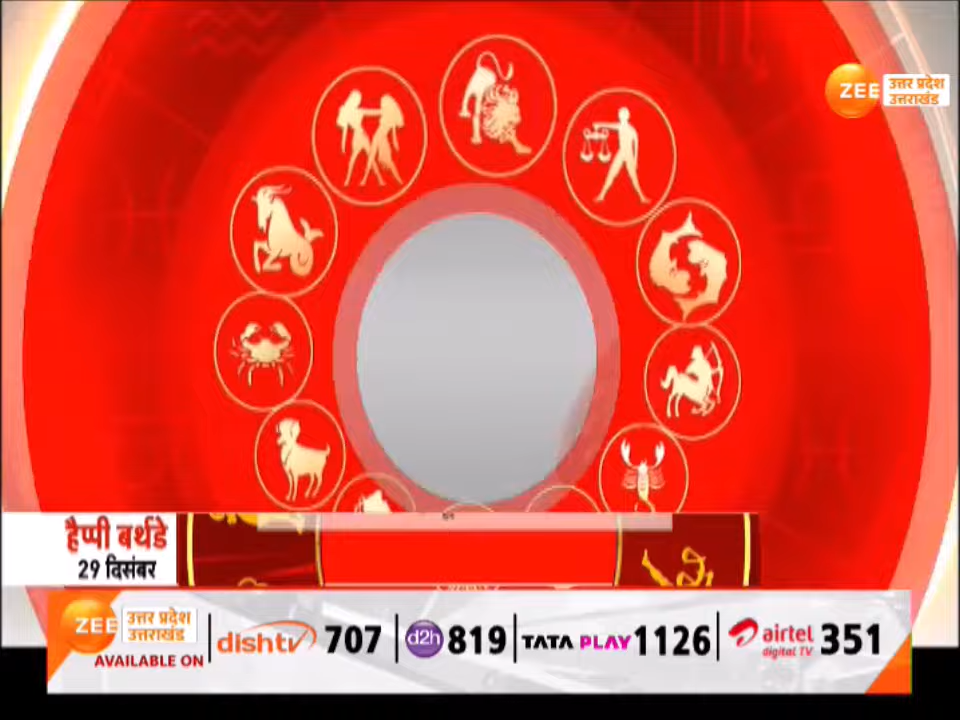 ZEE
उत्तर प्रदेश
उत्तराखंड
हैप्पी बर्थडे
29 दिसंबर
ZEE
उत्तर प्रदेश
उत्तराखंड
AVAILABLE ON
dishtv 707
d2h 819
TATA PLAY 1126
airtel
digital TV
351